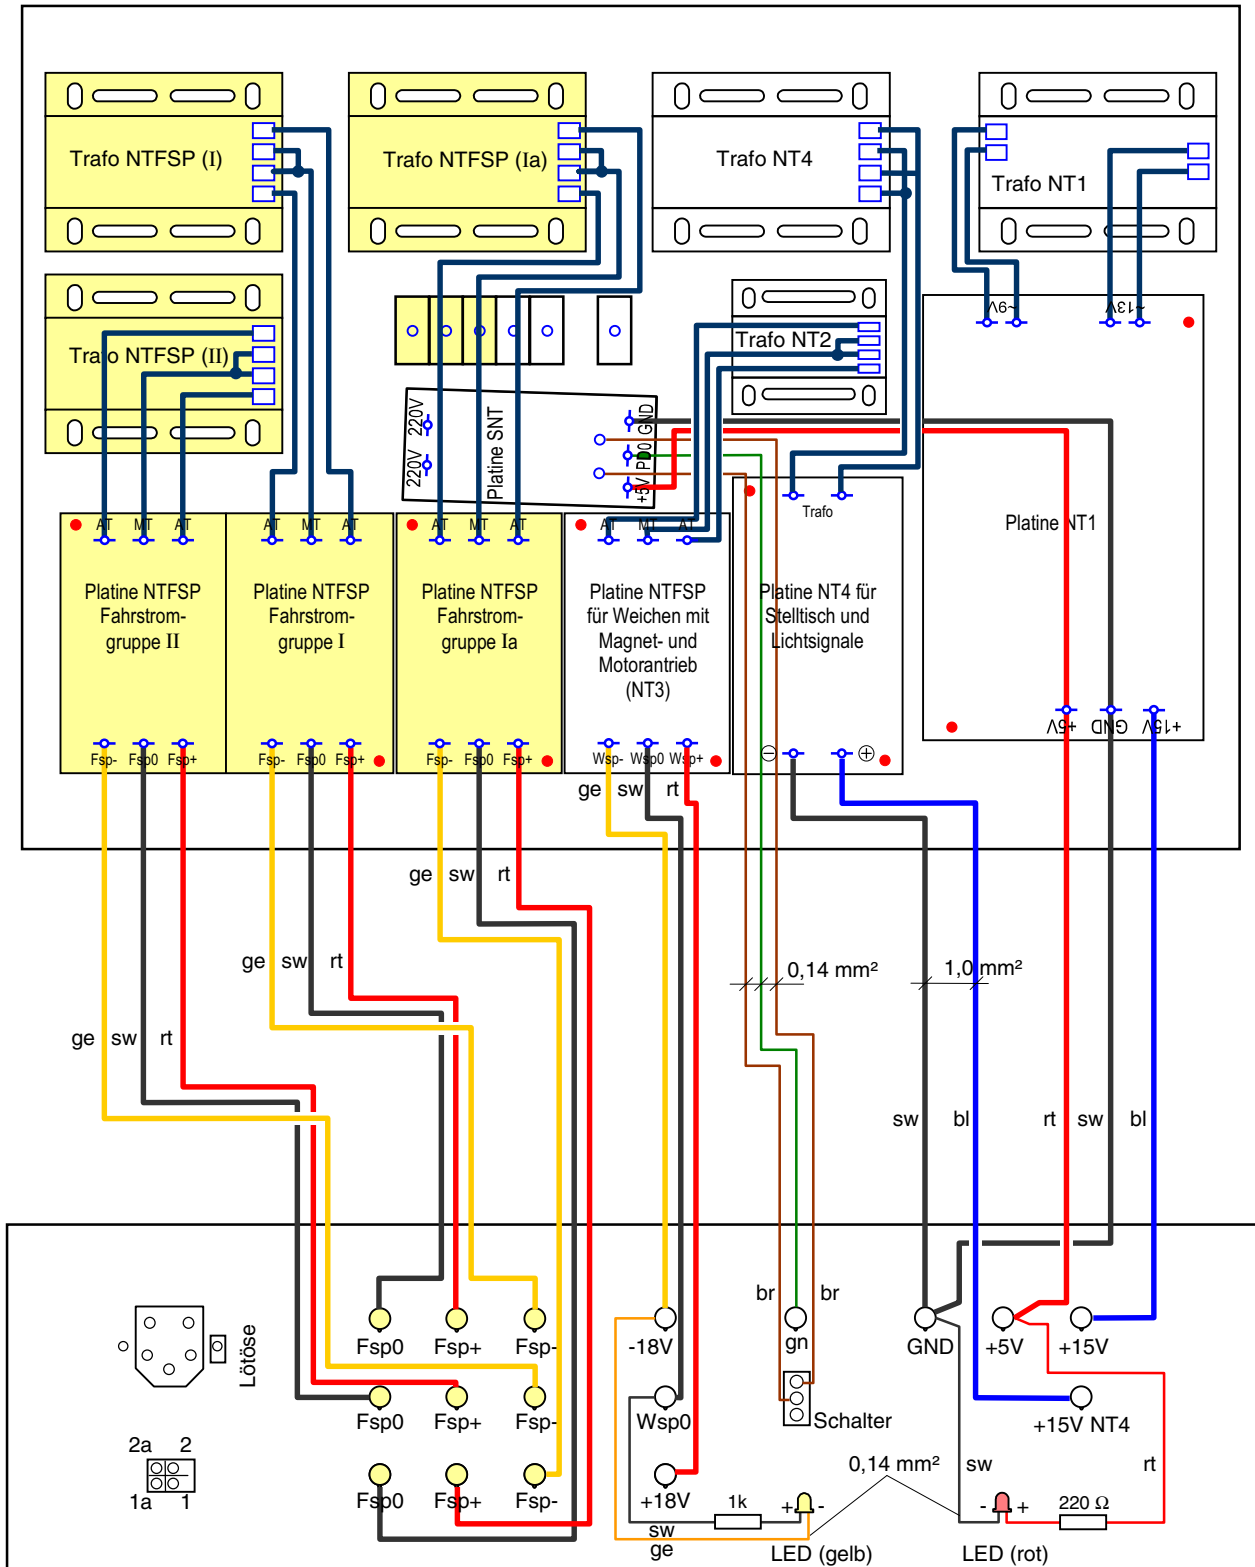 Trafo NTFSP (I)
Trafo NTFSP (Ia)
Trafo NT4
Trafo NT1
Trafo NTFSP (II)
Trafo NT2
~9V
~13V
220V
220V
Platine SNT
GND
PD0
+5V
AT MT AT
AT MT AT
AT MT AT
AT MT AT
Trafo
Platine NT1
Platine NTFSP
Fahrstrom-
gruppe II
Platine NTFSP
Fahrstrom-
gruppe I
Platine NTFSP
Fahrstrom-
gruppe Ia
Platine NTFSP
für Weichen mit
Magnet- und
Motorantrieb
(NT3)
Platine NT4 für
Stelltisch und
Lichtsignale
+5V GND +15V
Fsp- Fsp0 Fsp+
Fsp- Fsp0 Fsp+
Fsp- Fsp0 Fsp+
Wsp- Wsp0 Wsp+
− +
ge sw rt
ge sw rt
ge sw rt
0,14 mm²
1,0 mm²
ge sw rt
sw bl rt sw bl
br br
Lötöse
Fsp0 Fsp+ Fsp-
-18V
gn
GND
+5V
+15V
Fsp0 Fsp+ Fsp-
Wsp0
Schalter
+15V NT4
2a 2
1a 1
Fsp0 Fsp+ Fsp-
+18V
0,14 mm²
sw
rt
1k
+ -
- +
220 Ω
sw
ge
LED (gelb)
LED (rot)